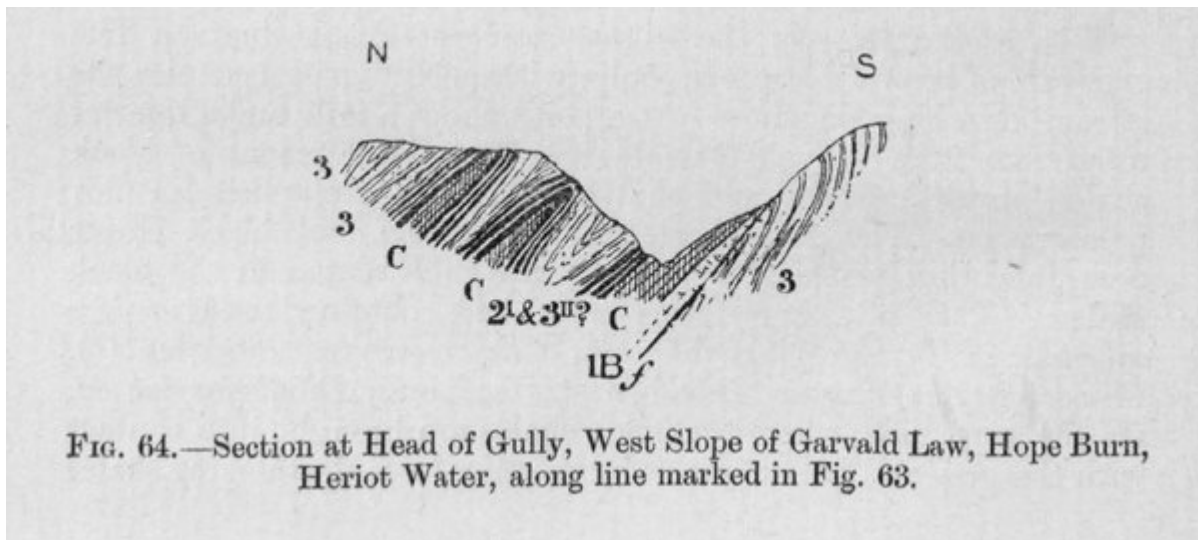 N
S
3
3
C
C
2ᴵ&3ᴵᴵ?
C
3
1B f
FIG. 64.—Section at Head of Gully, West Slope of Garvald Law, Hope Burn,
Heriot Water, along line marked in Fig. 63.